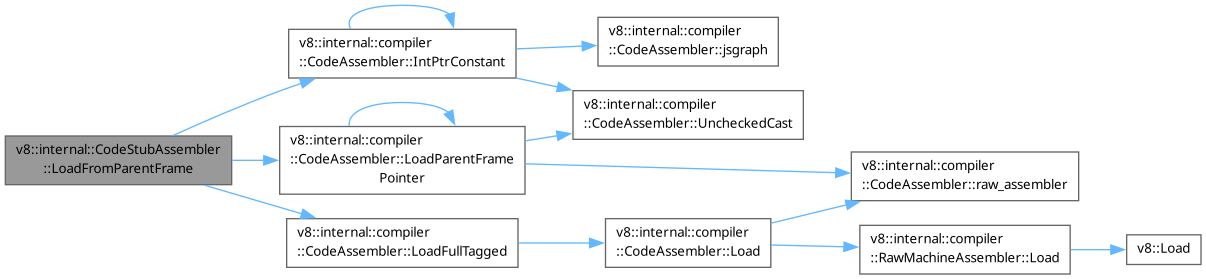 v8::internal::CodeStubAssembler
::LoadFromParentFrame
v8::internal::compiler
::CodeAssembler::IntPtrConstant
v8::internal::compiler
::CodeAssembler::jsgraph
v8::internal::compiler
::CodeAssembler::UncheckedCast
v8::internal::compiler
::CodeAssembler::LoadParentFrame
Pointer
v8::internal::compiler
::CodeAssembler::raw_assembler
v8::internal::compiler
::CodeAssembler::LoadFullTagged
v8::internal::compiler
::CodeAssembler::Load
v8::internal::compiler
::RawMachineAssembler::Load
v8::Load